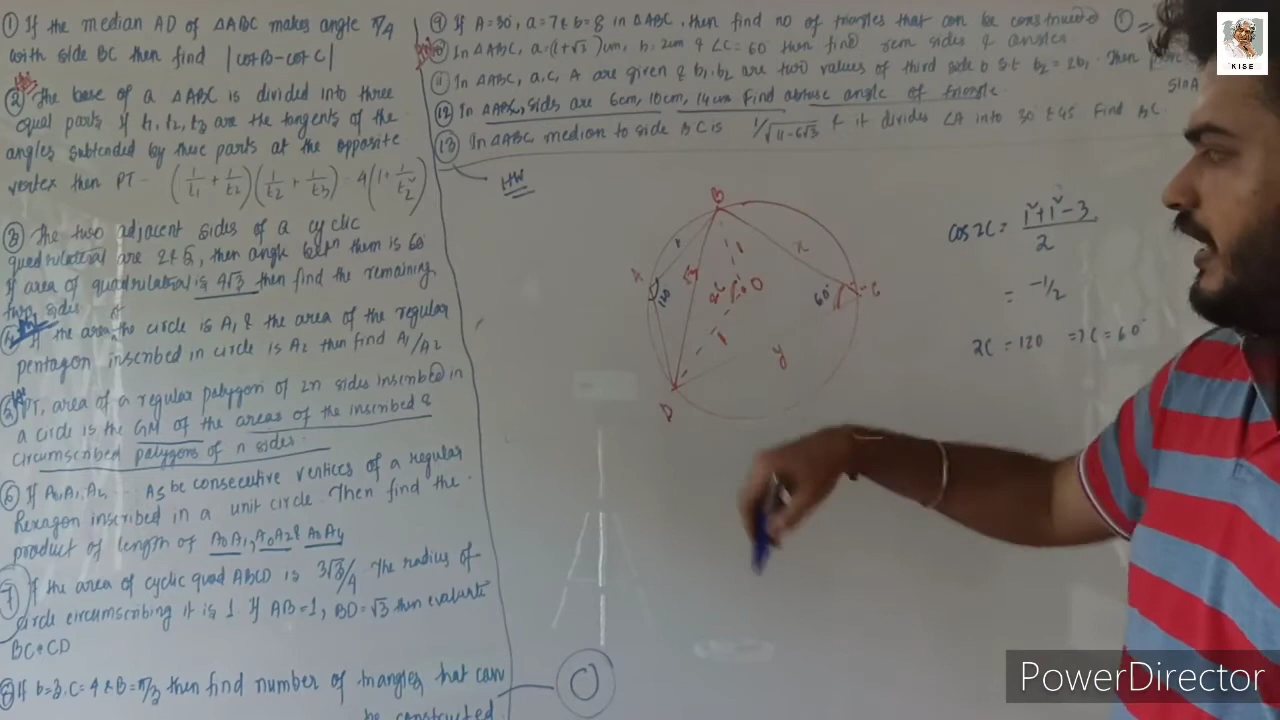 ① If the median AD of ΔABC makes angle π/4
with side BC then find |cotB-cotC|
② The base of a ΔABC is divided into three
equal parts if t₁, t₂, t₃ are the tangents of the
angles subtended by these parts at the opposite
vertex then PT - (1/t₁ + 1/t₂)(1/t₂ + 1/t₃) = 4(1 + 1/t₂²)
③ The two adjacent sides of a cyclic
quadrilateral are 2 & 5, then angle betn them is 60°
If area of quadrilateral is 4√3 then find the remaining
two sides
If the area of the circle is A₁ & the area of the regular
pentagon inscribed in circle is A₂ then find A₁/A₂
⑤ PT, area of a regular polygon of 2n sides inscribed in
a circle is the GM of the areas of the inscribed &
circumscribed polygons of n sides.
⑥ If A₀A₁, A₂ ... A₅ be consecutive vertices of a regular
hexagon inscribed in a unit circle. Then find the
product of length of A₀A₁, A₀A₂ & A₀A₄
⑦ If the area of cyclic quad ABCD is 3√3/4 The radius of
circle circumscribing it is 1 If AB=1, BD=√3 then evaluate
BC•CD
⑧ If b=3, C=4 & B=π/3 then find number of triangles that can
be constructed
⑨ If A=30°, a=7 & b=8 in ΔABC, then find no of triangles that can be constructed
In ΔABC, a=(1+√3)cm, b=2cm & ∠C=60 then find rem sides & angles
⑪ In ΔABC, a, c, A are given & b₁, b₂ are two values of third side b s.t b₂=2b₁. Then
sinA
⑫ In ΔABC, sides are 6cm, 10cm, 14cm Find obtuse angle of triangle.
⑬ In ΔABC median to side BC is 1/√11-6√3 & it divides ∠A into 30 & 45 Find BC.
HW
①
B
A
120
√3
1
2C
O
1
x
60°
C
y
D
cos2C = 1²+1²-3 / 2
= -1/2
2C = 120 ⇒ C = 60°
KISE
PowerDirector